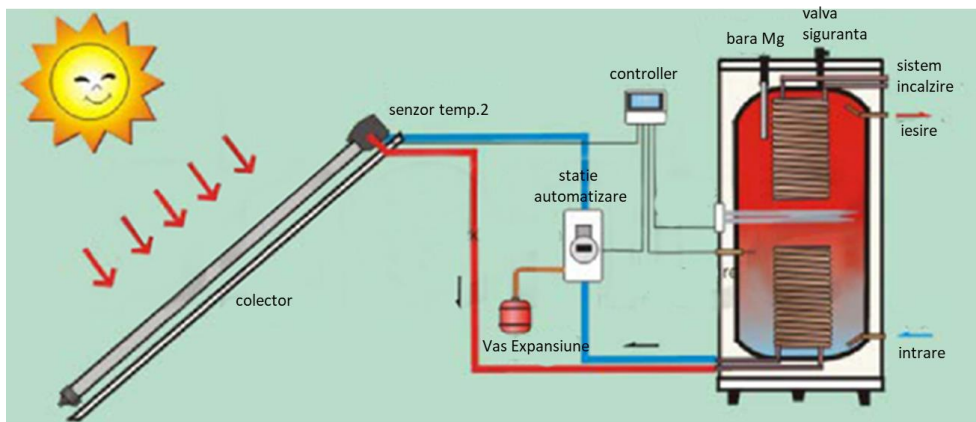 valva
siguranta
bara Mg
sistem
incalzire
controller
senzor temp.2
iesire
statie
automatizare
colector
Vas Expansiune
intrare